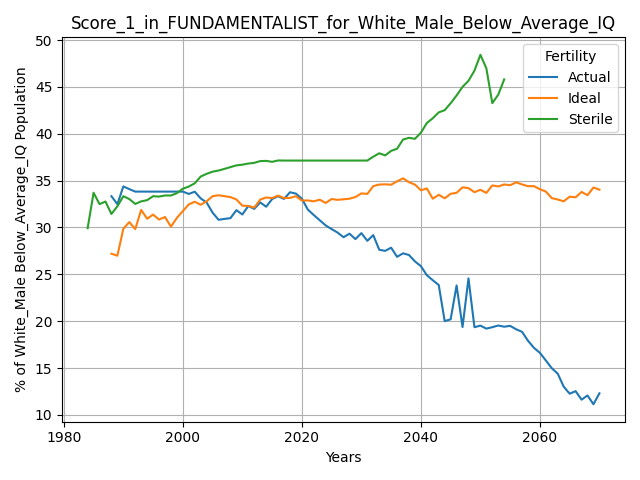 Score_1_in_FUNDAMENTALIST_for_White_Male_Below_Average_IQ
% of White_Male Below_Average_IQ Population
50
45
40
35
30
25
20
15
10
Fertility
Actual
Ideal
Sterile
1980
2000
2020
2040
2060
Years